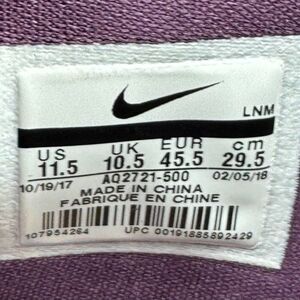 LNM
US UK EUR cm
11.5 10.5 45.5 29.5
10/19/17 AQ2721-500 02/05/18
MADE IN CHINA
FABRIQUE EN CHINE
107954264 UPC 00191885892429